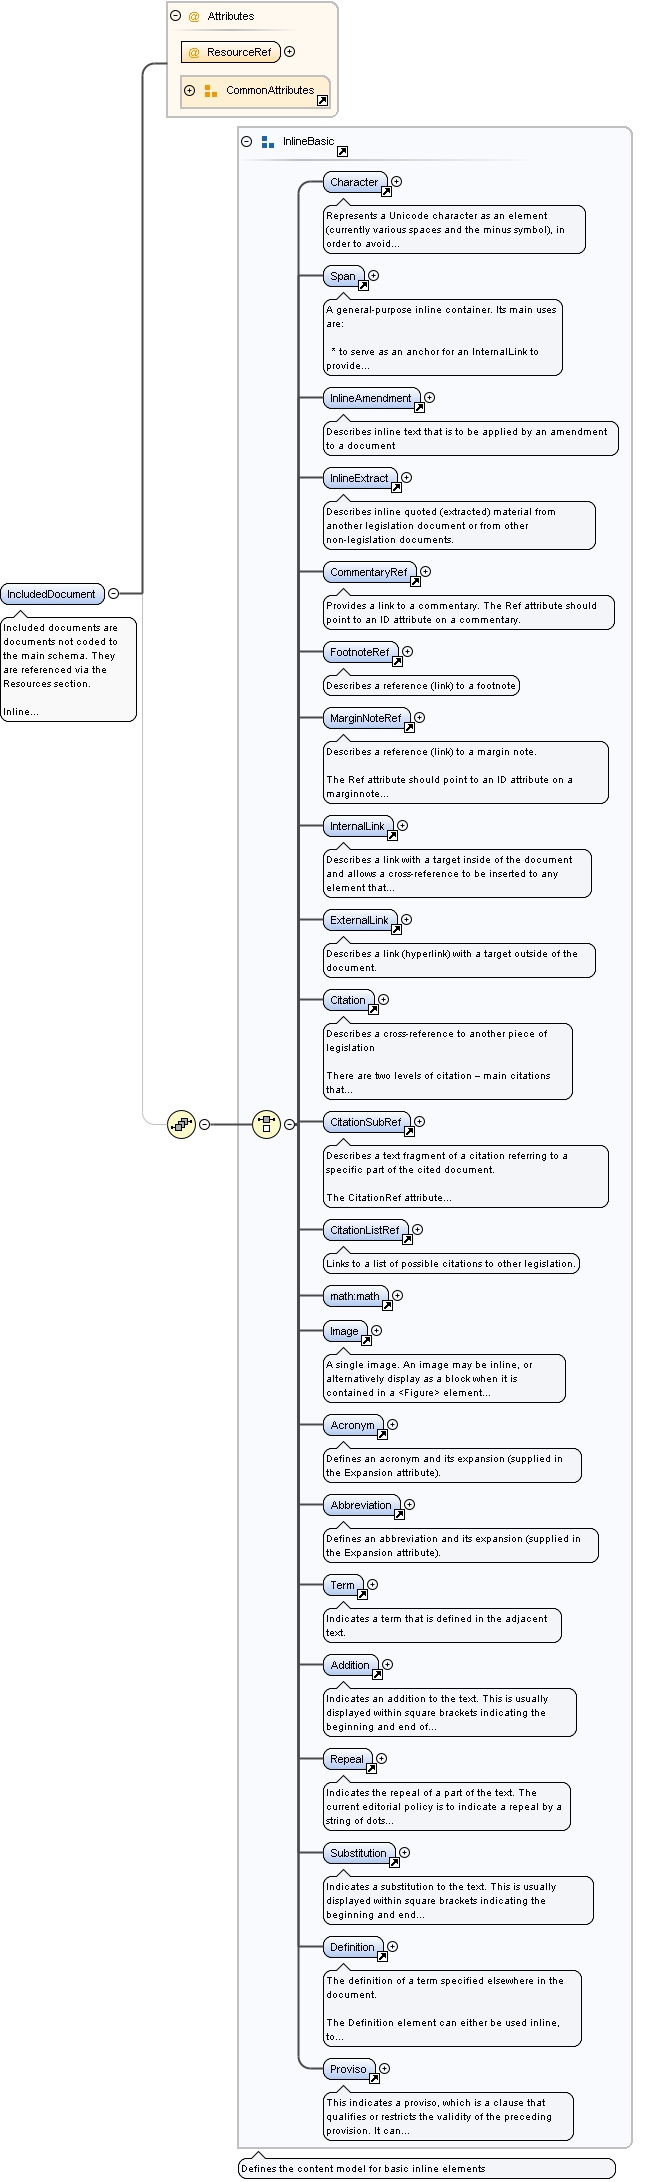 Attributes
@ ResourceRef
CommonAttributes
InlineBasic
Character
Represents a Unicode character as an element
(currently various spaces and the minus symbol), in
order to avoid...
Span
A general-purpose inline container. Its main uses
are:
* to serve as an anchor for an InternalLink to
provide...
InlineAmendment
Describes inline text that is to be applied by an amendment
to a document
InlineExtract
Describes inline quoted (extracted) material from
another legislation document or from other
non-legislation documents.
CommentaryRef
Provides a link to a commentary. The Ref attribute should
point to an ID attribute on a commentary.
IncludedDocument
Included documents are
documents not coded to
the main schema. They
are referenced via the
Resources section.
Inline...
FootnoteRef
Describes a reference (link) to a footnote
MarginNoteRef
Describes a reference (link) to a margin note.
The Ref attribute should point to an ID attribute on a
marginnote...
InternalLink
Describes a link with a target inside of the document
and allows a cross-reference to be inserted to any
element that...
ExternalLink
Describes a link (hyperlink) with a target outside of the
document.
Citation
Describes a cross-reference to another piece of
legislation
There are two levels of citation – main citations
that...
CitationSubRef
Describes a text fragment of a citation referring to a
specific part of the cited document.
The CitationRef attribute...
CitationListRef
Links to a list of possible citations to other legislation.
math:math
Image
A single image. An image may be inline, or
alternatively display as a block when it is
contained in a <Figure> element...
Acronym
Defines an acronym and its expansion (supplied in
the Expansion attribute).
Abbreviation
Defines an abbreviation and its expansion (supplied in
the Expansion attribute).
Term
Indicates a term that is defined in the adjacent
text.
Addition
Indicates an addition to the text. This is usually
displayed within square brackets indicating the
beginning and end of...
Repeal
Indicates the repeal of a part of the text. The
current editorial policy is to indicate a repeal by a
string of dots...
Substitution
Indicates a substitution to the text. This is usually
displayed within square brackets indicating the
beginning and end...
Definition
The definition of a term specified elsewhere in the
document.
The Definition element can either be used inline,
to...
Proviso
This indicates a proviso, which is a clause that
qualifies or restricts the validity of the preceding
provision. It can...
Defines the content model for basic inline elements